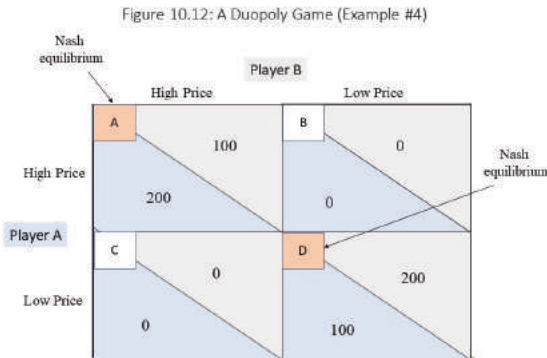 Figure 10.12: A Duopoly Game (Example #4)
Nash
equilibrium
Player B
High Price
Low Price
A
100
B
0
High Price
200
0
Nash
equilibrium
Player A
C
0
D
200
Low Price
0
100